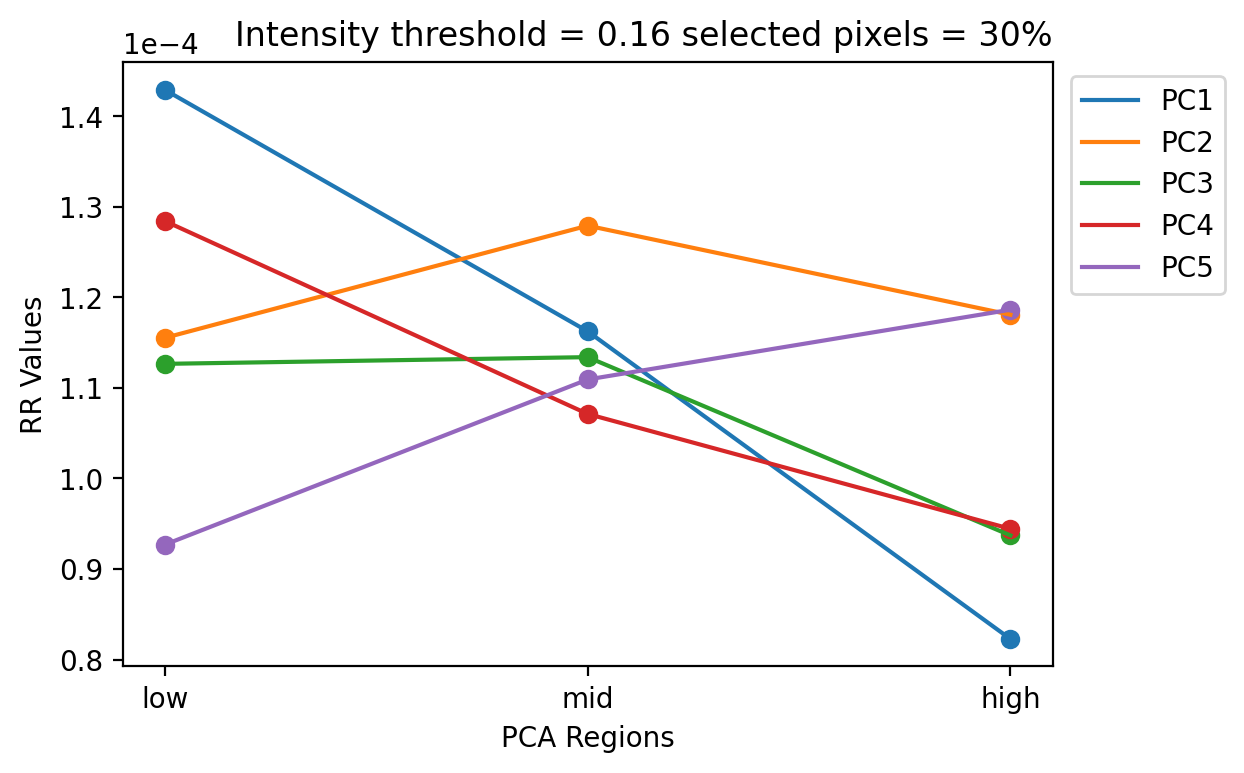 Intensity threshold = 0.16 selected pixels = 30%
1e−4
1.4
1.3
1.2
1.1
1.0
0.9
0.8
RR Values
low
mid
high
PCA Regions
PC1
PC2
PC3
PC4
PC5